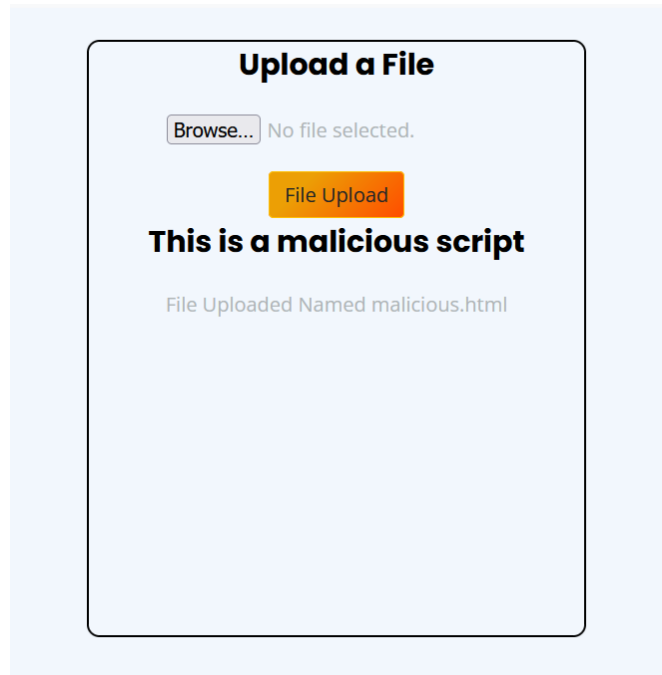 Upload a File
Browse... No file selected.
File Upload
This is a malicious script
File Uploaded Named malicious.html